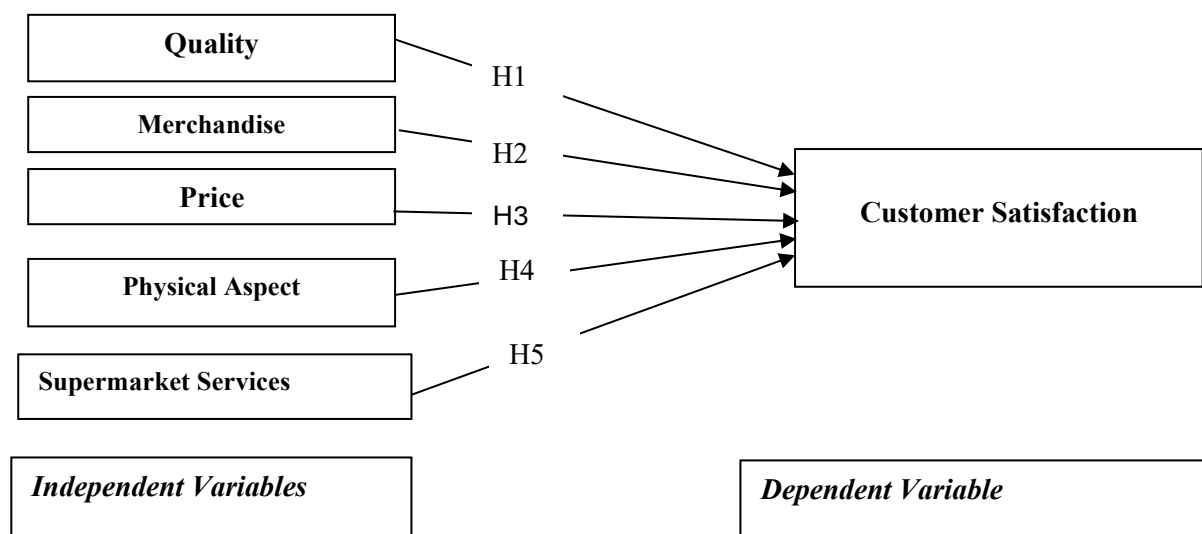 Quality
H1
Merchandise
H2
Price
H3
Customer Satisfaction
Physical Aspect
H4
Supermarket Services
H5
Independent Variables
Dependent Variable